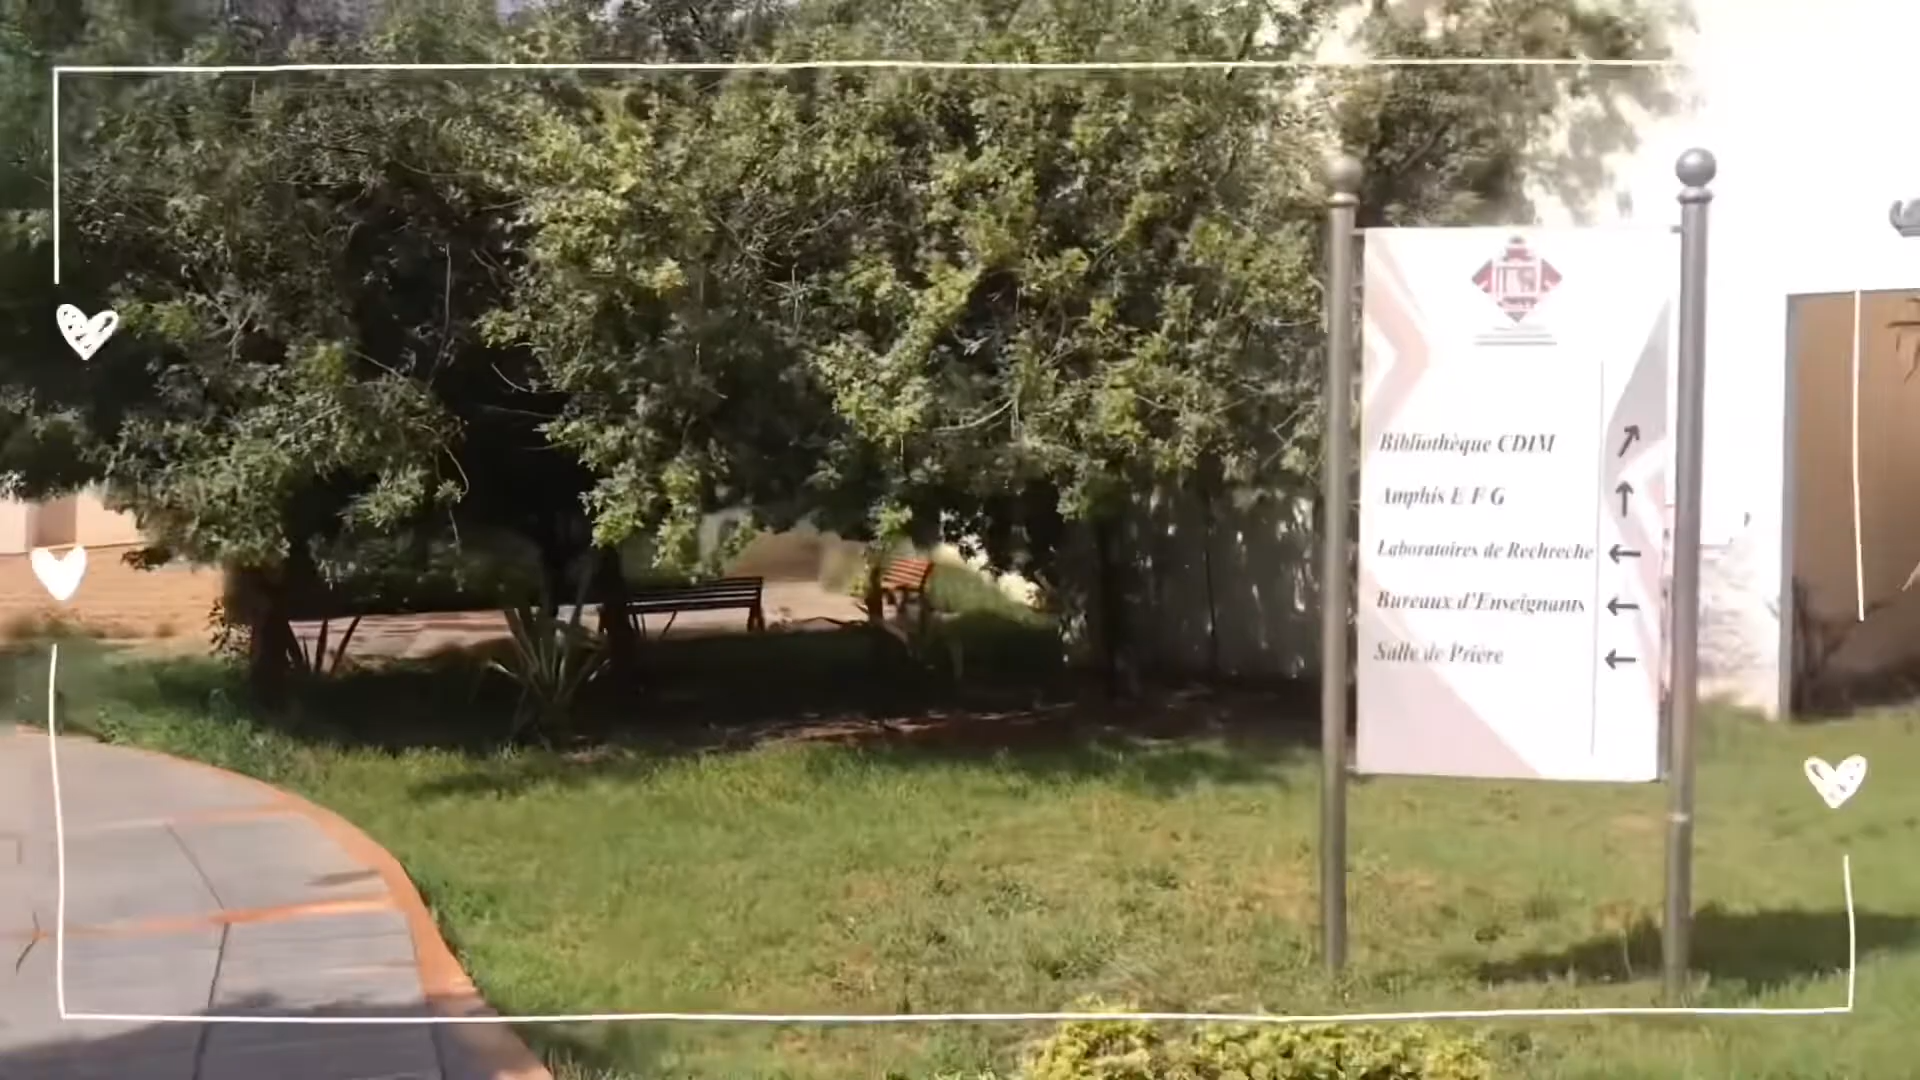 Bibliothèque CDIM
Amphis E F G
Laboratoires de Rechreche
Bureaux d'Enseignants
Salle de Prière